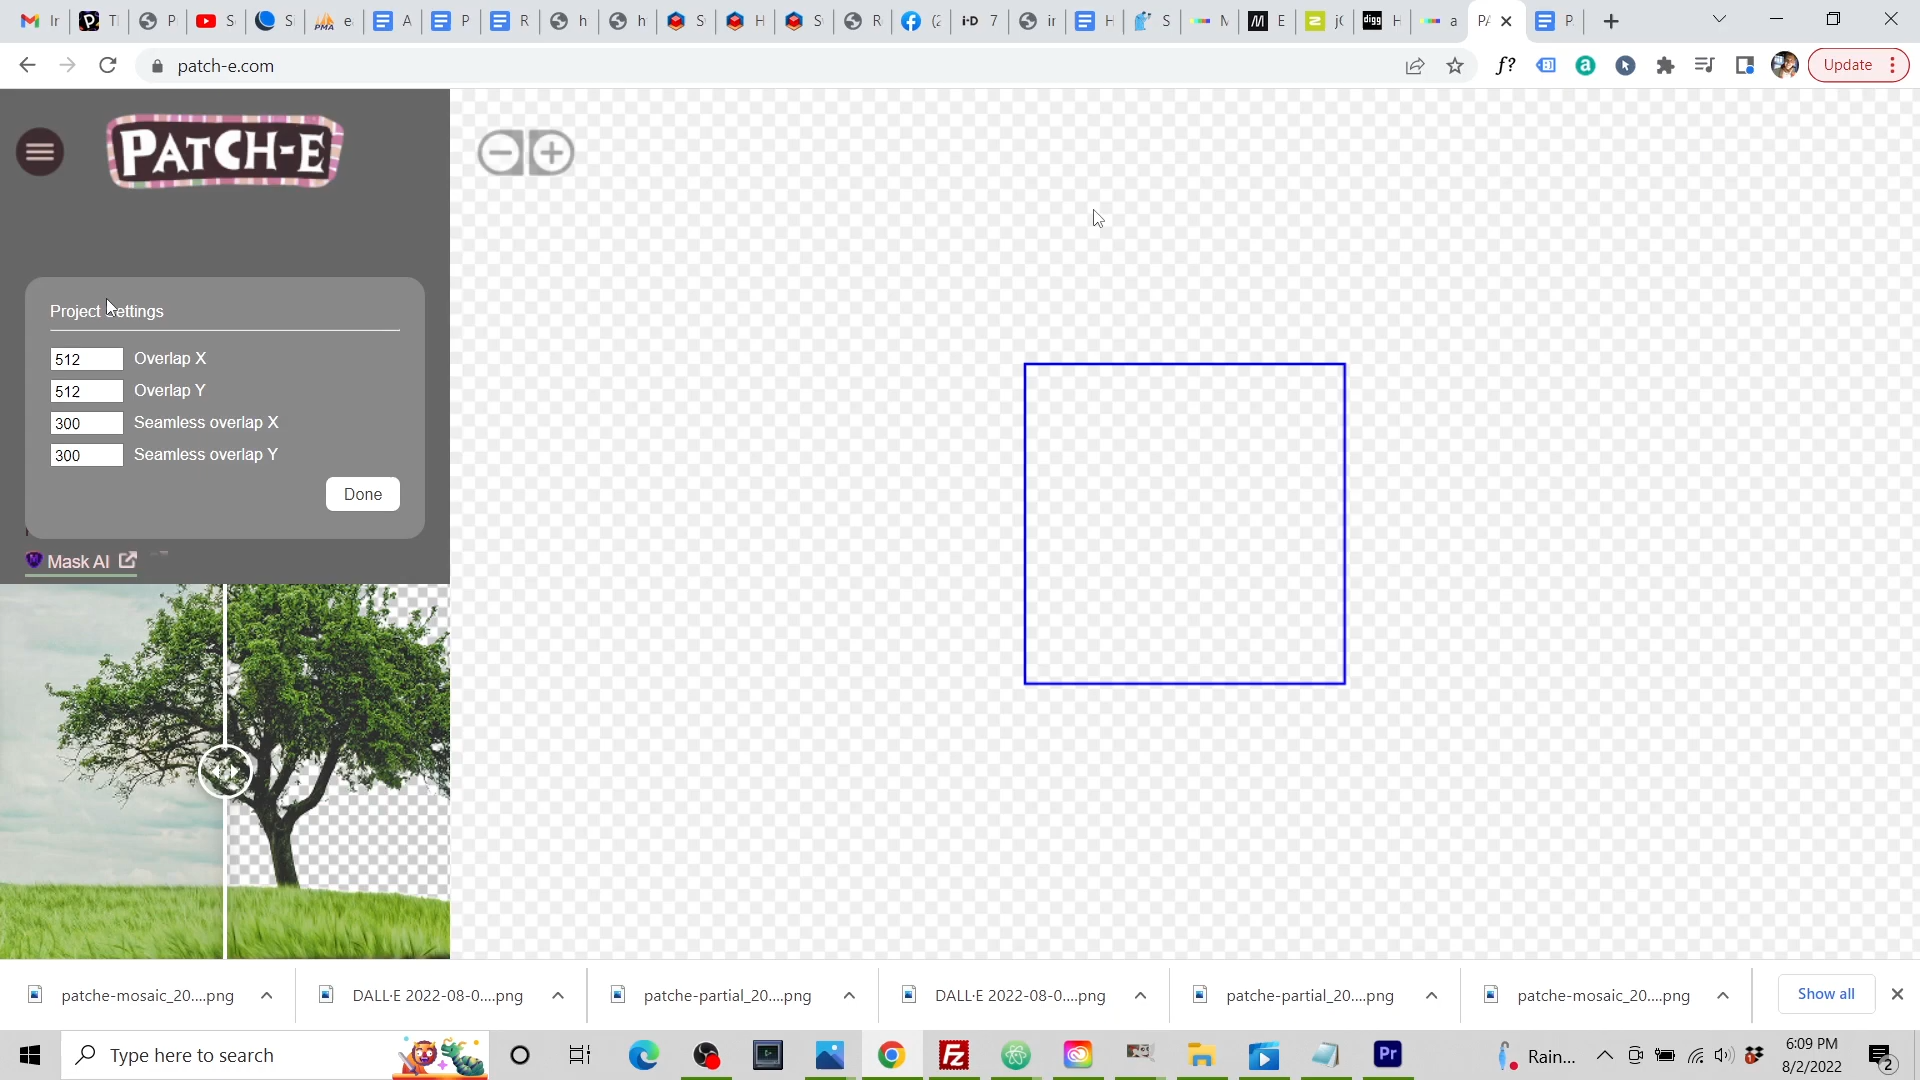 patch-e.com
Update
PATCH-E
Project Settings
512 Overlap X
512 Overlap Y
300 Seamless overlap X
300 Seamless overlap Y
Done
Mask AI
patche-mosaic_20....png
DALL·E 2022-08-0....png
patche-partial_20....png
DALL·E 2022-08-0....png
patche-partial_20....png
patche-mosaic_20....png
Show all
Type here to search
Rain...
6:09 PM
8/2/2022
2